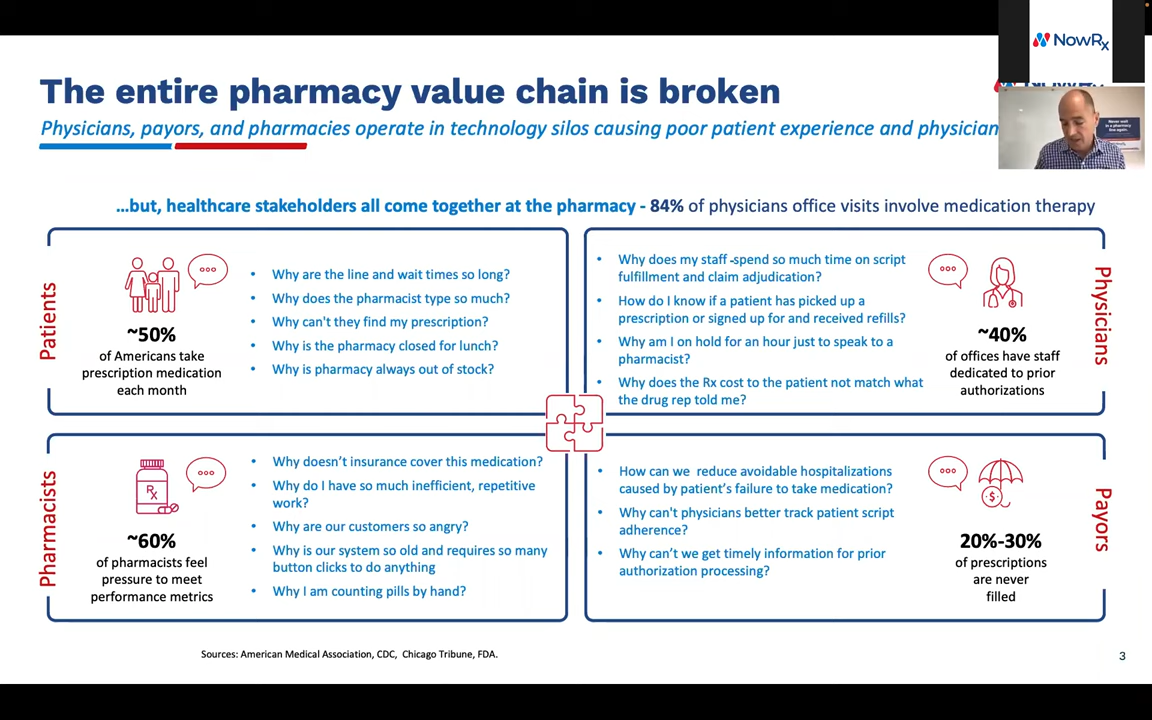 NowRx
The entire pharmacy value chain is broken
Physicians, payors, and pharmacies operate in technology silos causing poor patient experience and physician
Never wait
in a pharmacy
line again.
…but, healthcare stakeholders all come together at the pharmacy - 84% of physicians office visits involve medication therapy
Patients
~50%
of Americans take
prescription medication
each month
• Why are the line and wait times so long?
• Why does the pharmacist type so much?
• Why can't they find my prescription?
• Why is the pharmacy closed for lunch?
• Why is pharmacy always out of stock?
• Why does my staff -spend so much time on script
fulfillment and claim adjudication?
• How do I know if a patient has picked up a
prescription or signed up for and received refills?
• Why am I on hold for an hour just to speak to a
pharmacist?
• Why does the Rx cost to the patient not match what
the drug rep told me?
~40%
of offices have staff
dedicated to prior
authorizations
Physicians
Pharmacists
Rx
~60%
of pharmacists feel
pressure to meet
performance metrics
• Why doesn’t insurance cover this medication?
• Why do I have so much inefficient, repetitive
work?
• Why are our customers so angry?
• Why is our system so old and requires so many
button clicks to do anything
• Why I am counting pills by hand?
• How can we reduce avoidable hospitalizations
caused by patient’s failure to take medication?
• Why can't physicians better track patient script
adherence?
• Why can’t we get timely information for prior
authorization processing?
$
20%-30%
of prescriptions
are never
filled
Payors
Sources: American Medical Association, CDC, Chicago Tribune, FDA.
3